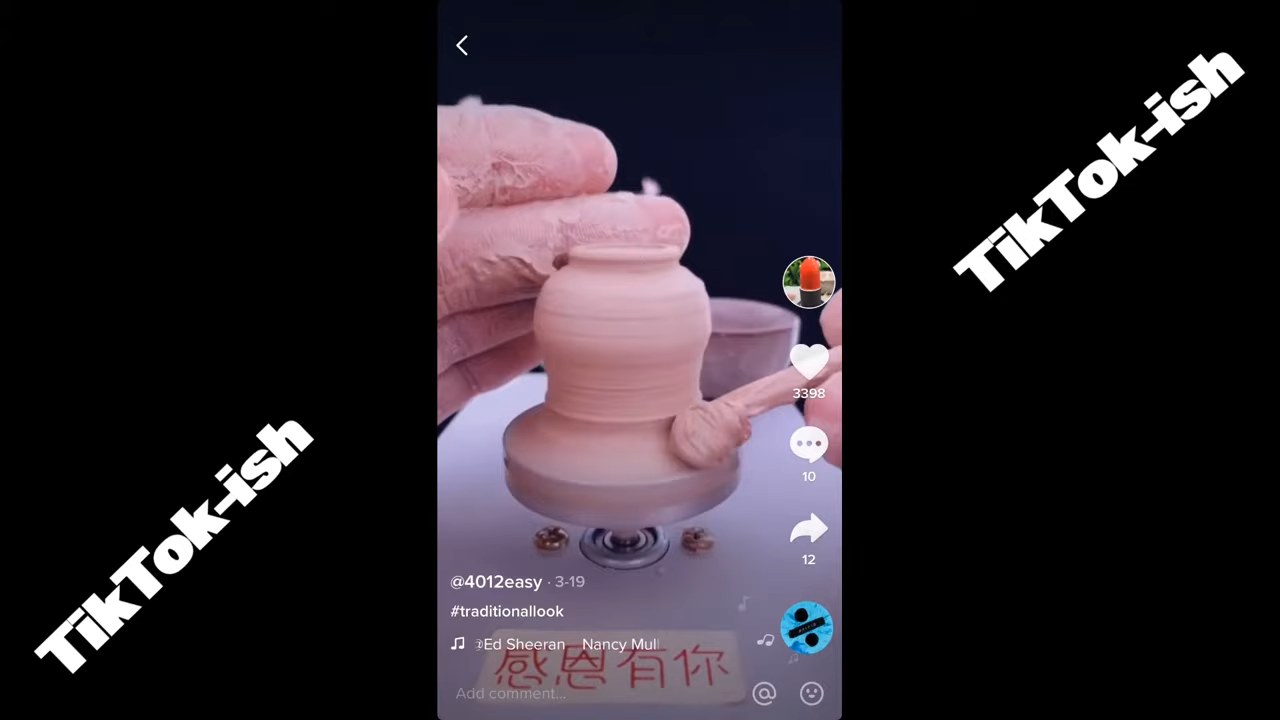 TikTok-ish
3398
10
12
@4012easy · 3-19
#traditionallook
Ed Sheeran Nancy Mul
感恩有你
Add comment...
TikTok-ish